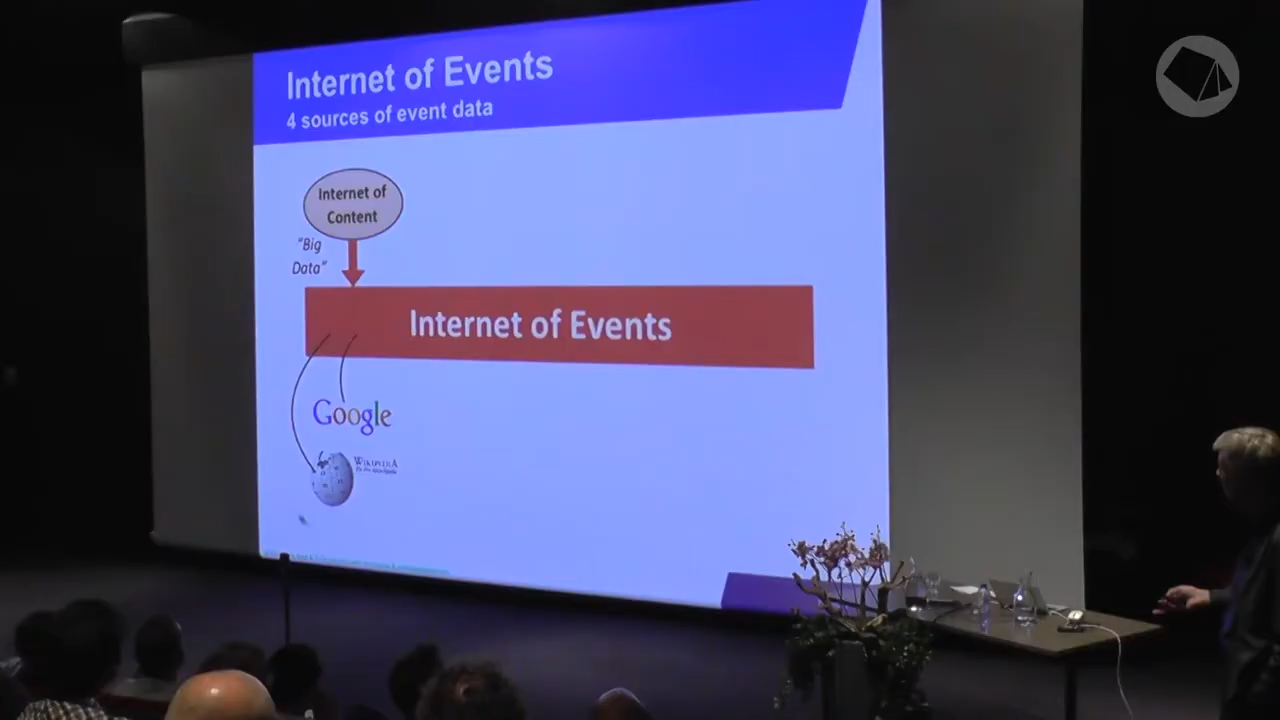 Internet of Events
4 sources of event data
Internet of
Content
"Big
Data"
Internet of Events
Google
WIKIPEDIA